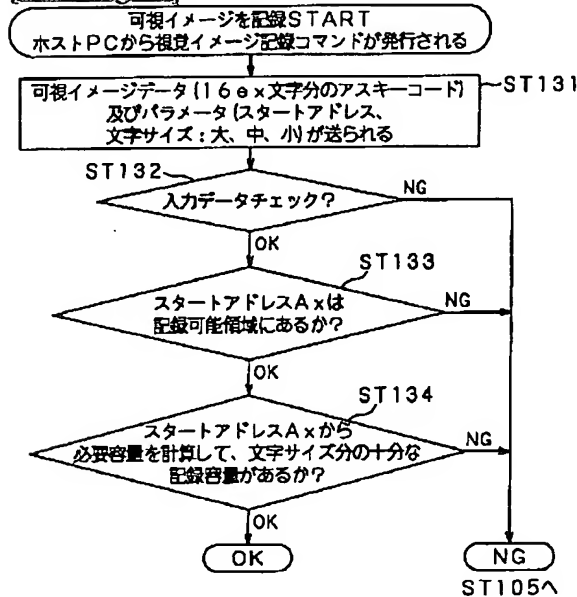 可視イメージを記録START
ホストPCから視覚イメージ記録コマンドが発行される
可視イメージデータ(16ex文字分のアスキーコード)
及びパラメータ(スタートアドレス、
文字サイズ:大、中、小)が送られる
ST131
ST132
入力データチェック?
NG
OK
ST133
スタートアドレスAxは
記録可能領域にあるか?
NG
OK
ST134
スタートアドレスAxから
必要容量を計算して、文字サイズ分の十分な
記録容量があるか?
NG
OK
OK
NG
ST105へ